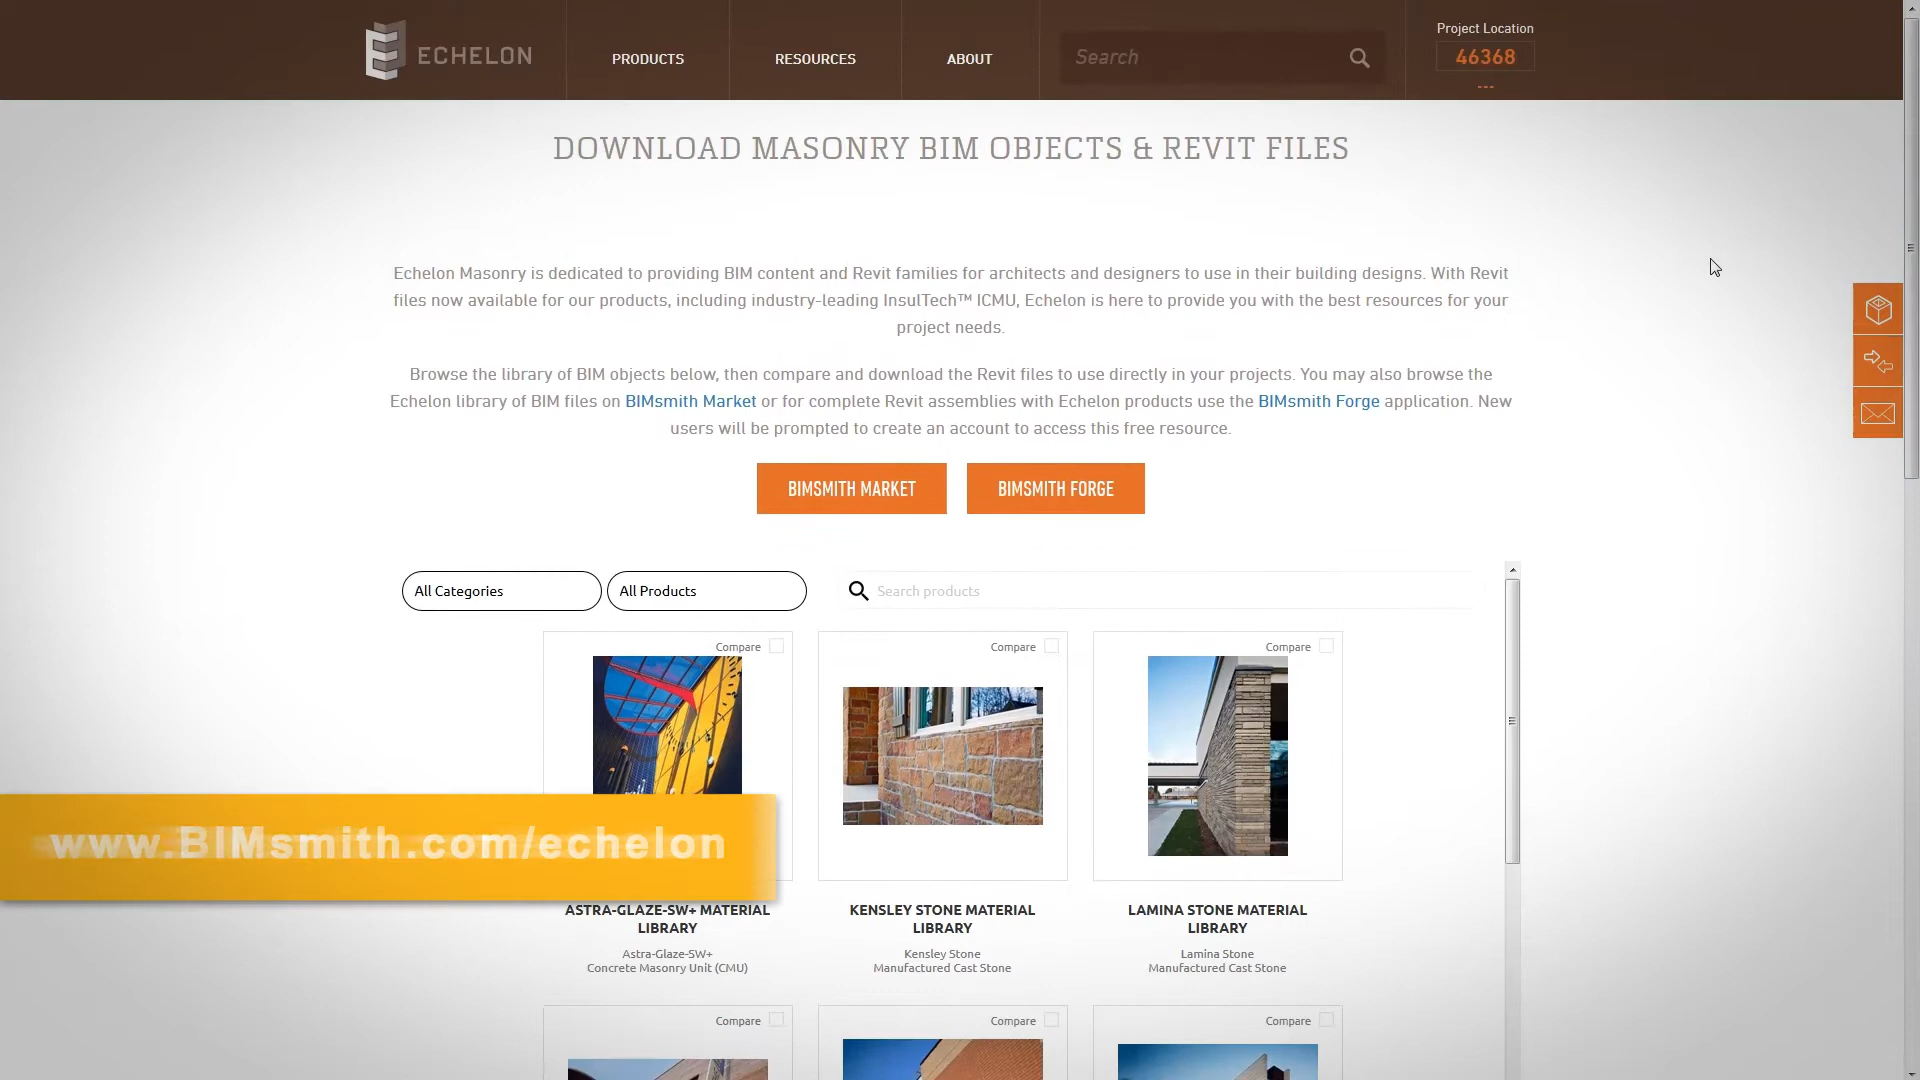 ECHELON
PRODUCTS
RESOURCES
ABOUT
Search
Project Location
46368
---
DOWNLOAD MASONRY BIM OBJECTS & REVIT FILES
Echelon Masonry is dedicated to providing BIM content and Revit families for architects and designers to use in their building designs. With Revit
files now available for our products, including industry-leading InsulTech™ ICMU, Echelon is here to provide you with the best resources for your
project needs.
Browse the library of BIM objects below, then compare and download the Revit files to use directly in your projects. You may also browse the
Echelon library of BIM files on BIMsmith Market or for complete Revit assemblies with Echelon products use the BIMsmith Forge application. New
users will be prompted to create an account to access this free resource.
BIMSMITH MARKET
BIMSMITH FORGE
All Categories
All Products
Search products
Compare
Compare
Compare
www.BIMsmith.com/echelon
ASTRA-GLAZE-SW+ MATERIAL
LIBRARY
Astra-Glaze-SW+
Concrete Masonry Unit (CMU)
KENSLEY STONE MATERIAL
LIBRARY
Kensley Stone
Manufactured Cast Stone
LAMINA STONE MATERIAL
LIBRARY
Lamina Stone
Manufactured Cast Stone
Compare
Compare
Compare